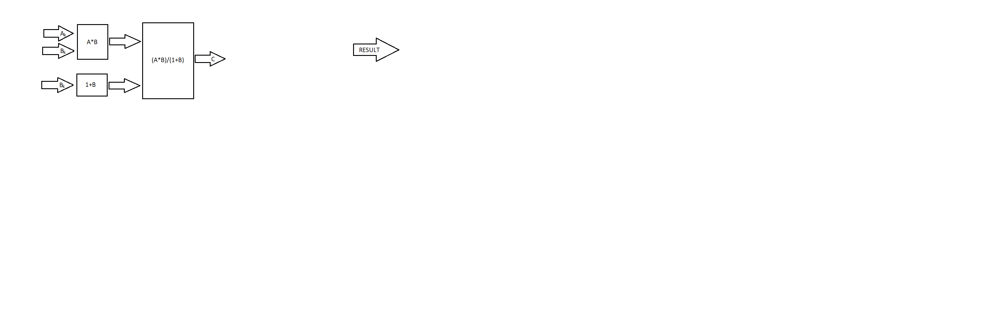 Ak
Bk
A*B
Bk
1+B
(A*B)/(1+B)
C
RESULT